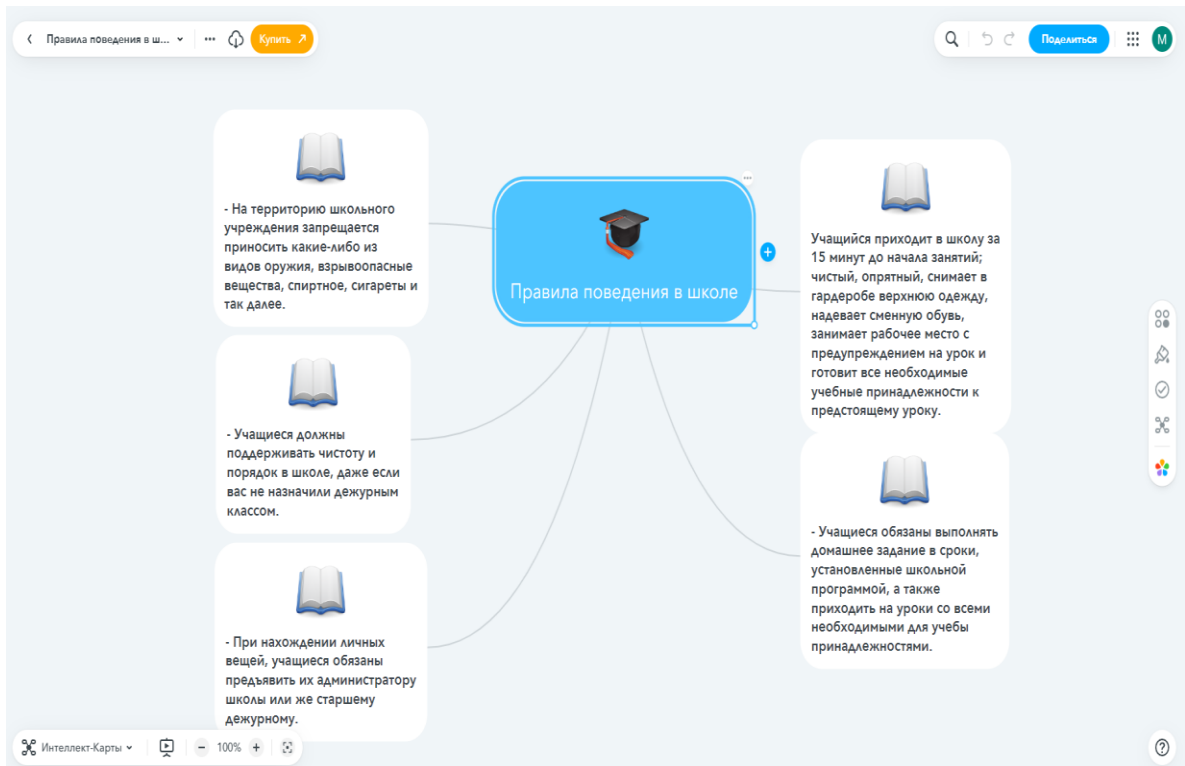 Правила поведения в ш...
Купить
Поделиться
M
- На территорию школьного
учреждения запрещается
приносить какие-либо из
видов оружия, взрывоопасные
вещества, спиртное, сигареты и
так далее.
Правила поведения в школе
Учащийся приходит в школу за
15 минут до начала занятий;
чистый, опрятный, снимает в
гардеробе верхнюю одежду,
надевает сменную обувь,
занимает рабочее место с
предупреждением на урок и
готовит все необходимые
учебные принадлежности к
предстоящему уроку.
- Учащиеся должны
поддерживать чистоту и
порядок в школе, даже если
вас не назначили дежурным
классом.
- Учащиеся обязаны выполнять
домашнее задание в сроки,
установленные школьной
программой, а также
приходить на уроки со всеми
необходимыми для учебы
принадлежностями.
- При нахождении личных
вещей, учащиеся обязаны
предъявить их администратору
школы или же старшему
дежурному.
Интеллект-Карты
100%